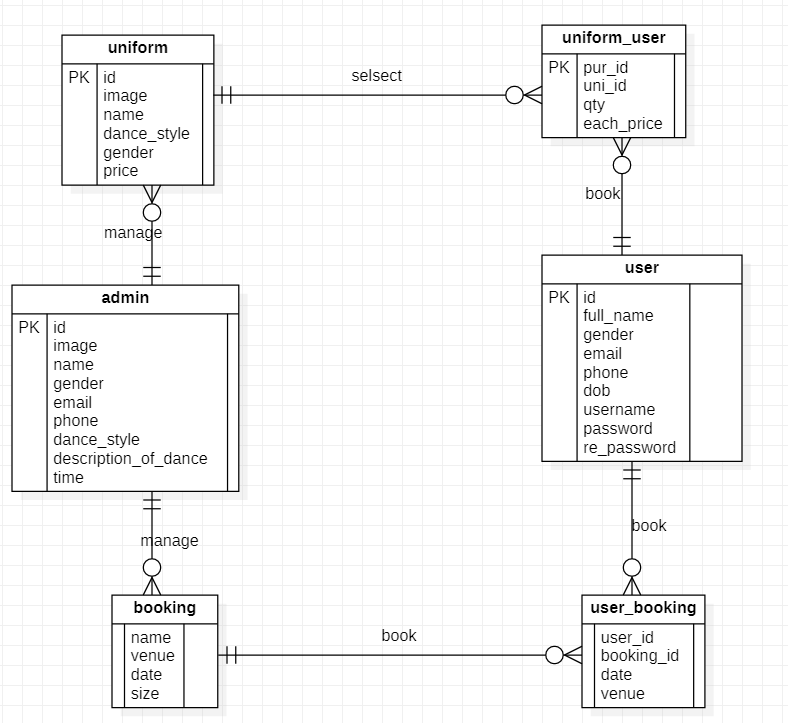 uniform
PK id
image
name
dance_style
gender
price
selsect
uniform_user
PK pur_id
uni_id
qty
each_price
manage
book
admin
PK id
image
name
gender
email
phone
dance_style
description_of_dance
time
user
PK id
full_name
gender
email
phone
dob
username
password
re_password
manage
book
booking
name
venue
date
size
book
user_booking
user_id
booking_id
date
venue